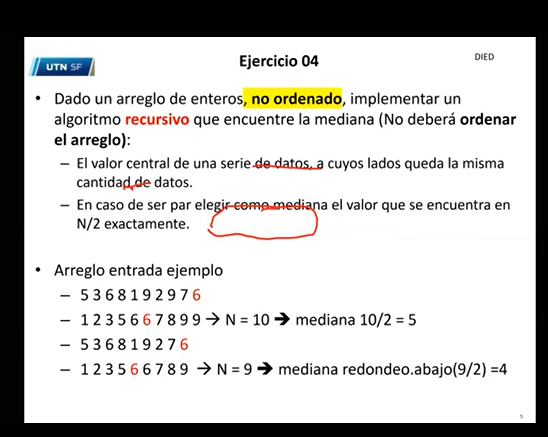 UTN SF
Ejercicio 04
DIED
• Dado un arreglo de enteros, no ordenado, implementar un
algoritmo recursivo que encuentre la mediana (No deberá ordenar
el arreglo):
– El valor central de una serie de datos, a cuyos lados queda la misma
cantidad de datos.
– En caso de ser par elegir como mediana el valor que se encuentra en
N/2 exactamente.
• Arreglo entrada ejemplo
– 5 3 6 8 1 9 2 9 7 6
– 1 2 3 5 6 6 7 8 9 9 → N = 10 → mediana 10/2 = 5
– 5 3 6 8 1 9 2 7 6
– 1 2 3 5 6 6 7 8 9 → N = 9 → mediana redondeo.abajo(9/2) =4
5